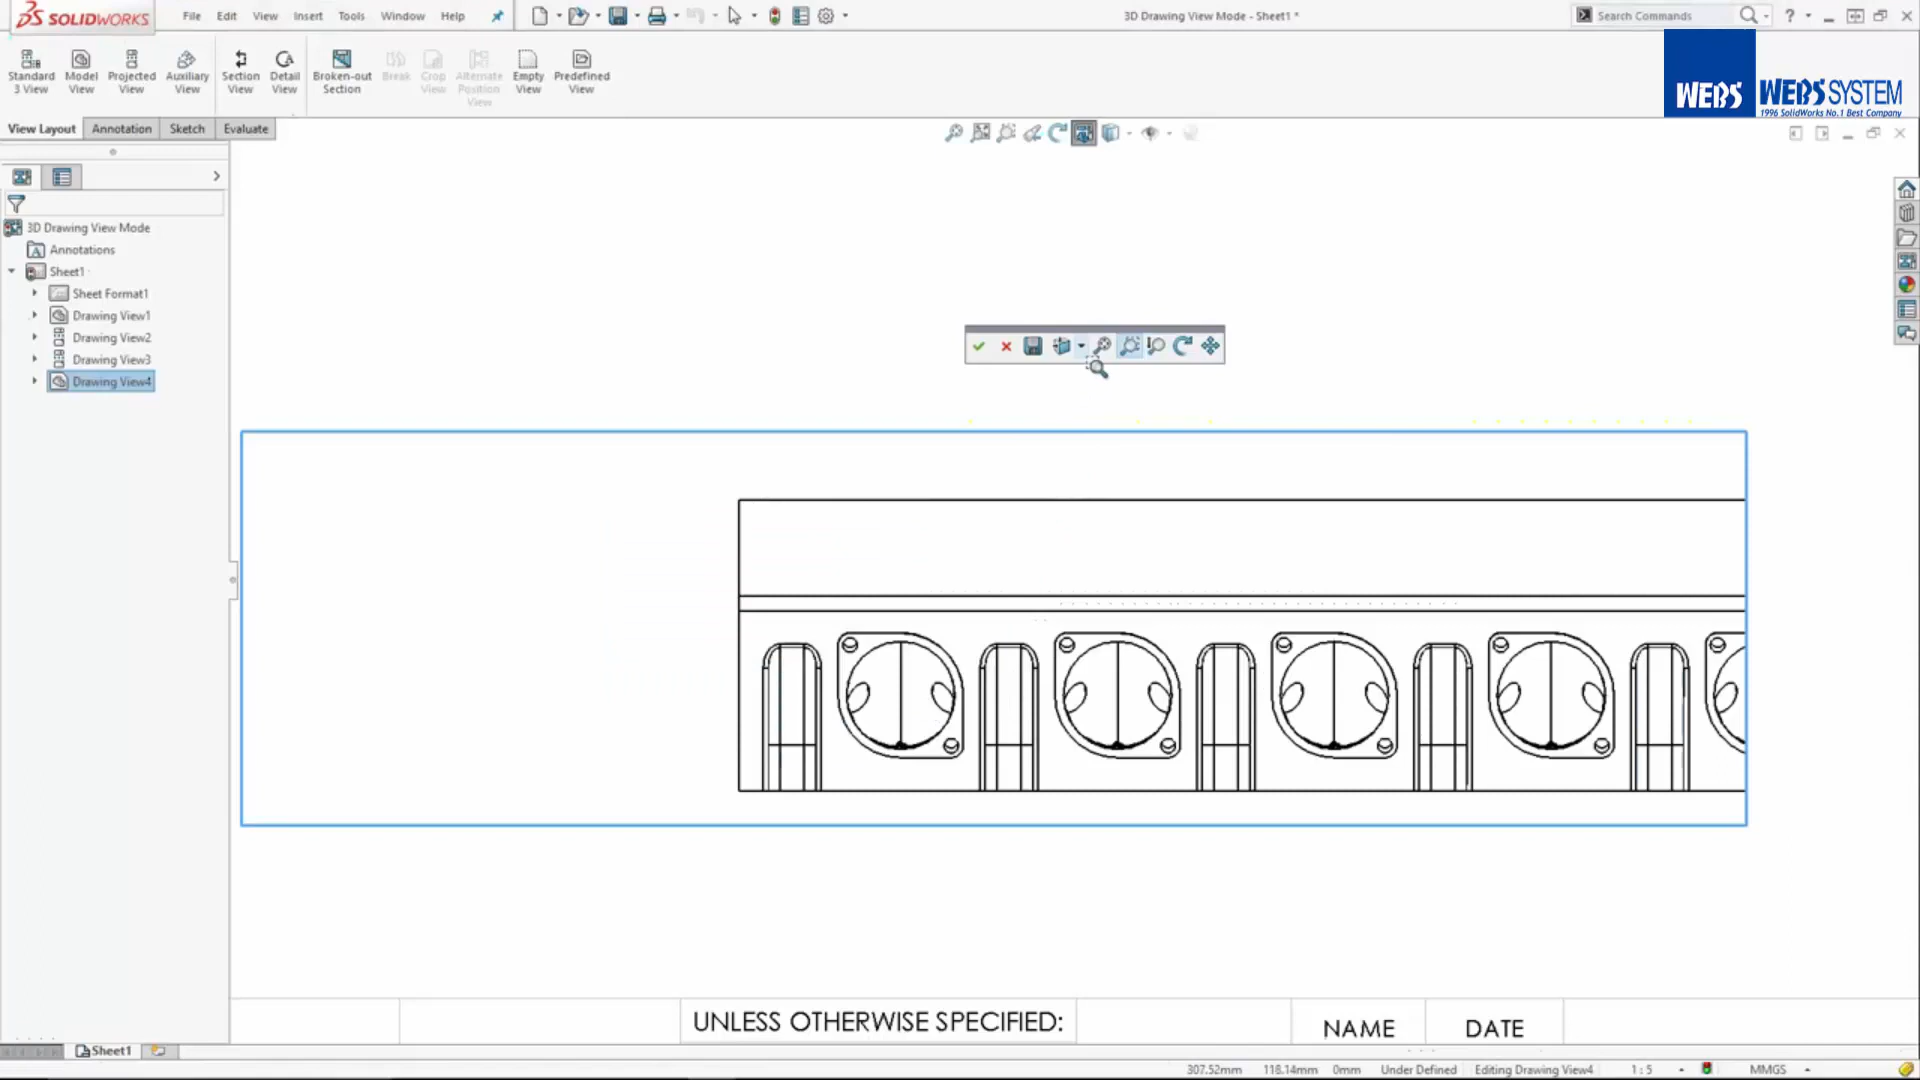 SOLIDWORKS
File Edit View Insert Tools Window Help
3D Drawing View Mode - Sheet1 *
Search Commands
Standard 3 View
Model View
Projected View
Auxiliary View
Section View
Detail View
Broken-out Section
Break
Crop View
Alternate Position View
Empty View
Predefined View
WEBS WEBS SYSTEM
1996 SolidWorks No.1 Best Company
View Layout Annotation Sketch Evaluate
3D Drawing View Mode
Annotations
Sheet1
Sheet Format1
Drawing View1
Drawing View2
Drawing View3
Drawing View4
UNLESS OTHERWISE SPECIFIED:
NAME DATE
Sheet1
307.52mm 118.14mm 0mm Under Defined Editing Drawing View4 1 : 5 MMGS